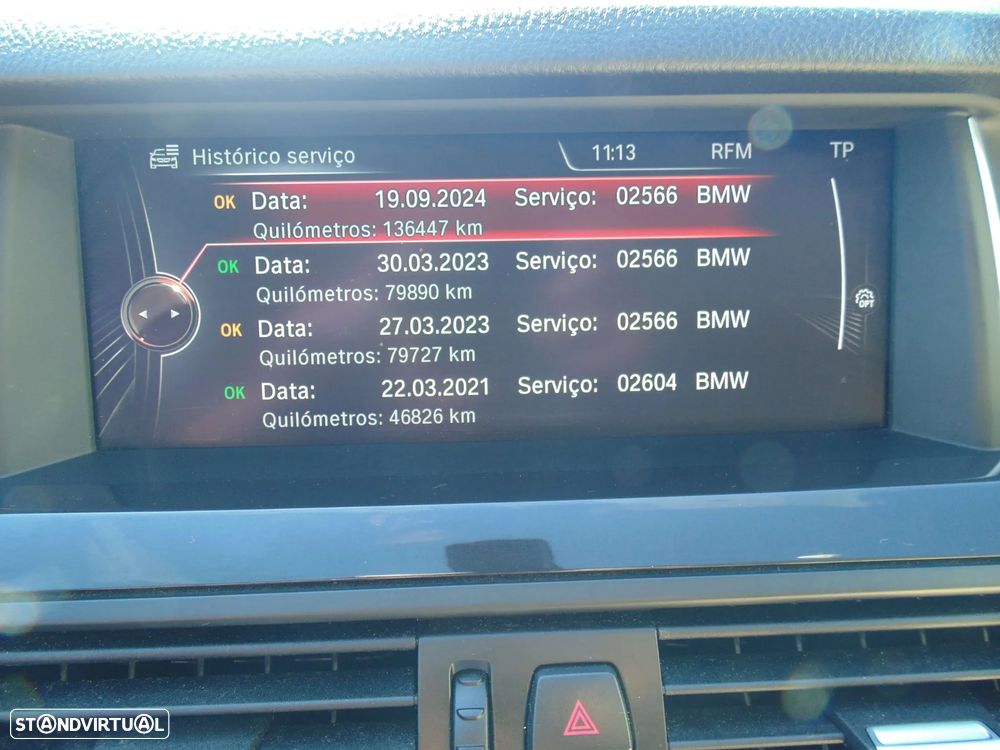 Histórico serviço 11:13 RFM TP
OK Data: 19.09.2024 Serviço: 02566 BMW
Quilómetros: 136447 km
OK Data: 30.03.2023 Serviço: 02566 BMW
Quilómetros: 79890 km
OK Data: 27.03.2023 Serviço: 02566 BMW
Quilómetros: 79727 km
OK Data: 22.03.2021 Serviço: 02604 BMW
Quilómetros: 46826 km
OPT
STANDVIRTUAL